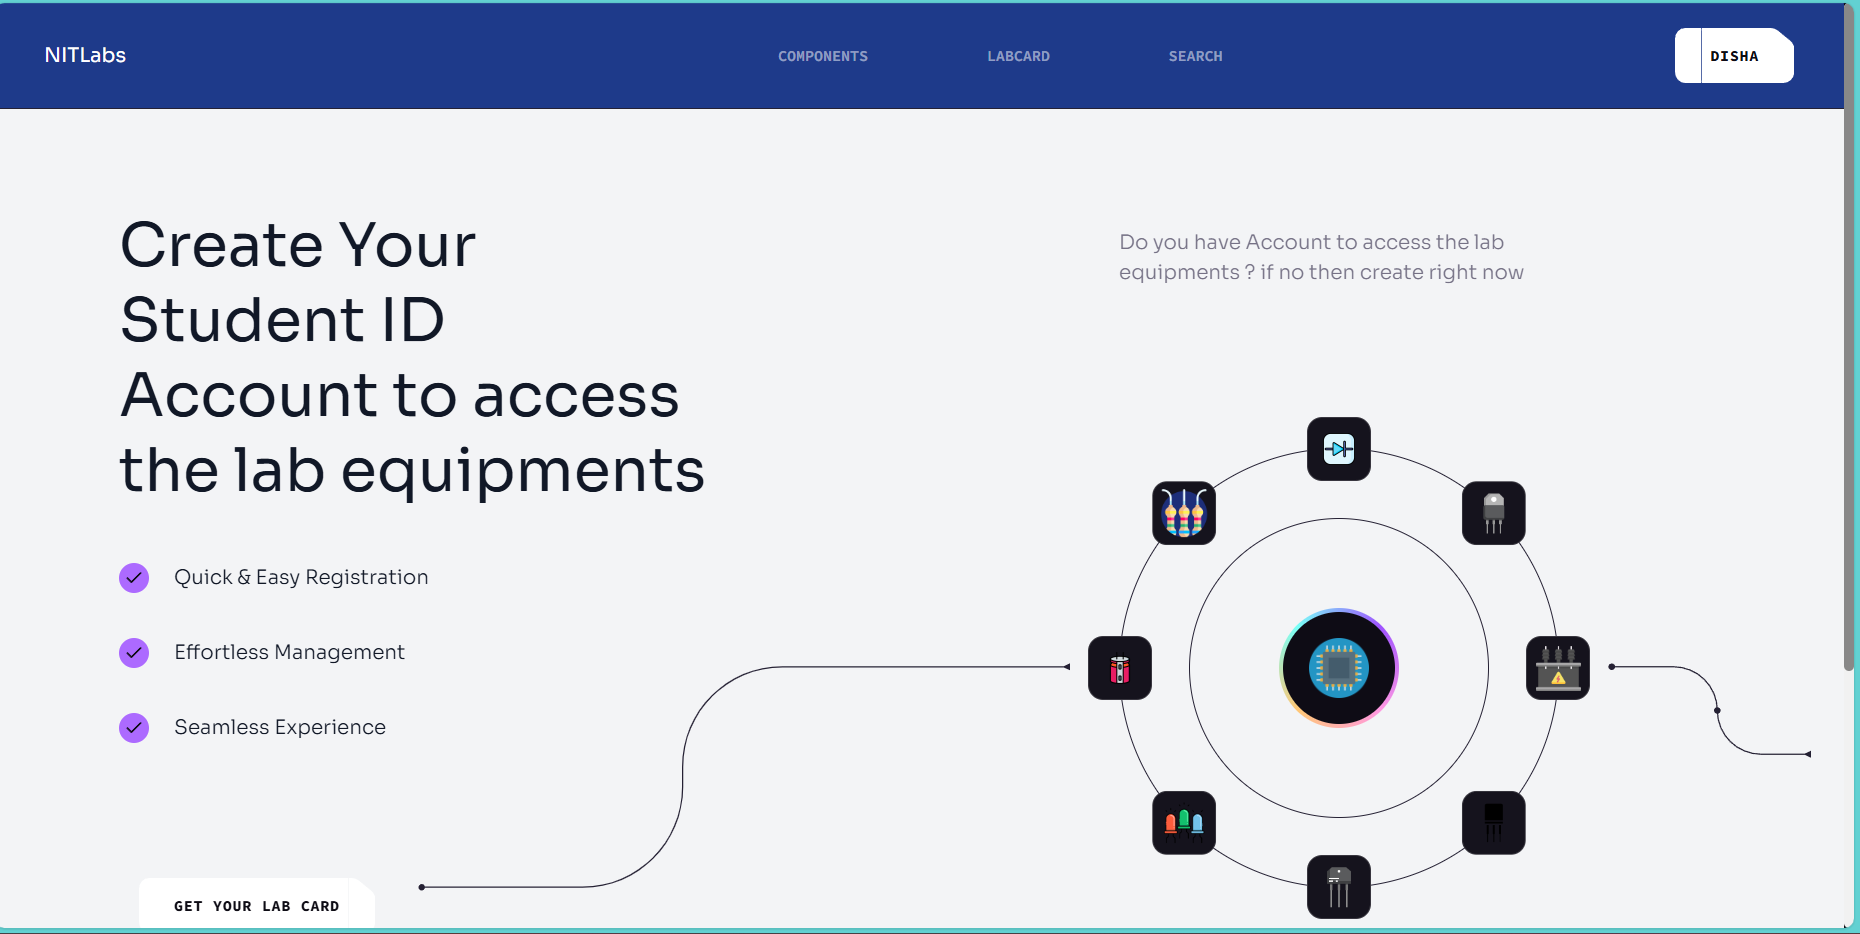 NITLabs
COMPONENTS
LABCARD
SEARCH
DISHA
Create Your
Student ID
Account to access
the lab equipments
Do you have Account to access the lab
equipments ? if no then create right now
Quick & Easy Registration
Effortless Management
Seamless Experience
GET YOUR LAB CARD